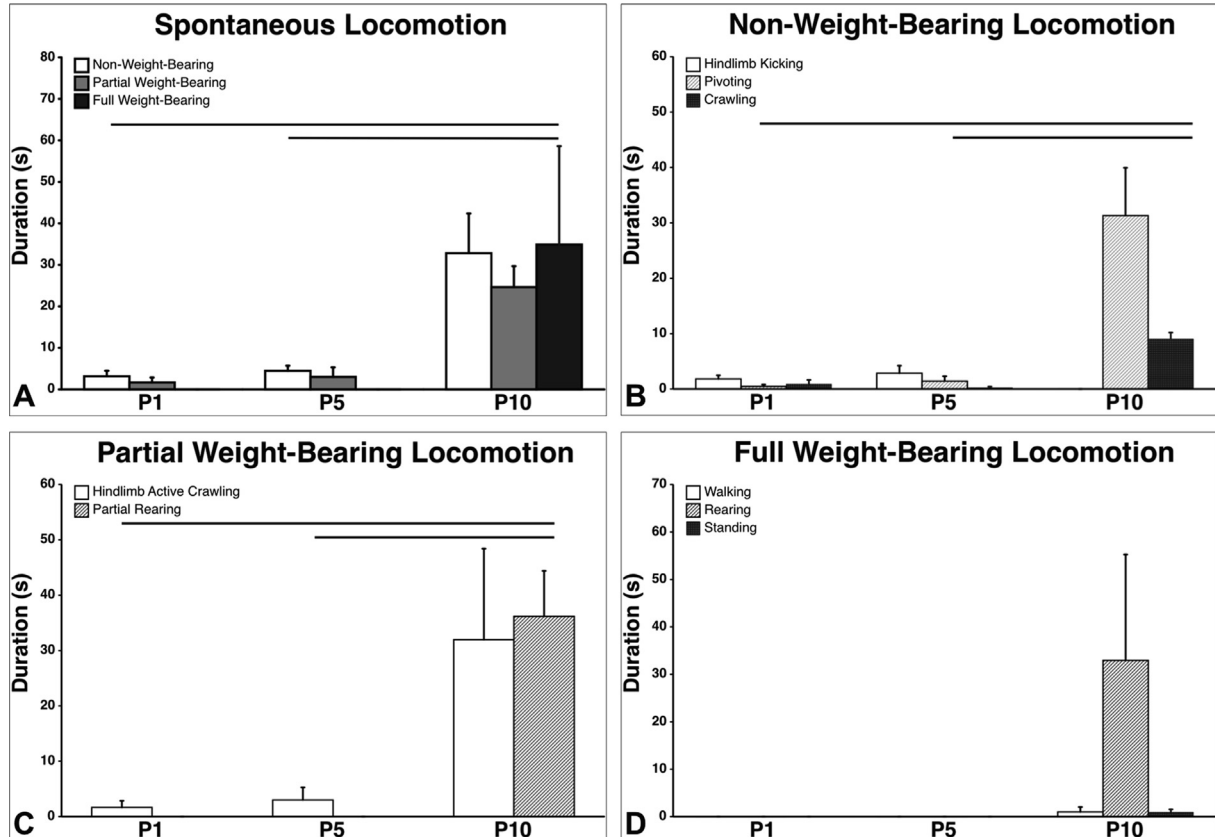 Spontaneous Locomotion
80
70
60
50
40
30
20
10
0
Duration (s)
Non-Weight-Bearing
Partial Weight-Bearing
Full Weight-Bearing
P1 P5 P10
A
Non-Weight-Bearing Locomotion
60
50
40
30
20
10
0
Duration (s)
Hindlimb Kicking
Pivoting
Crawling
P1 P5 P10
B
Partial Weight-Bearing Locomotion
60
50
40
30
20
10
0
Duration (s)
Hindlimb Active Crawling
Partial Rearing
P1 P5 P10
C
Full Weight-Bearing Locomotion
70
60
50
40
30
20
10
0
Duration (s)
Walking
Rearing
Standing
P1 P5 P10
D